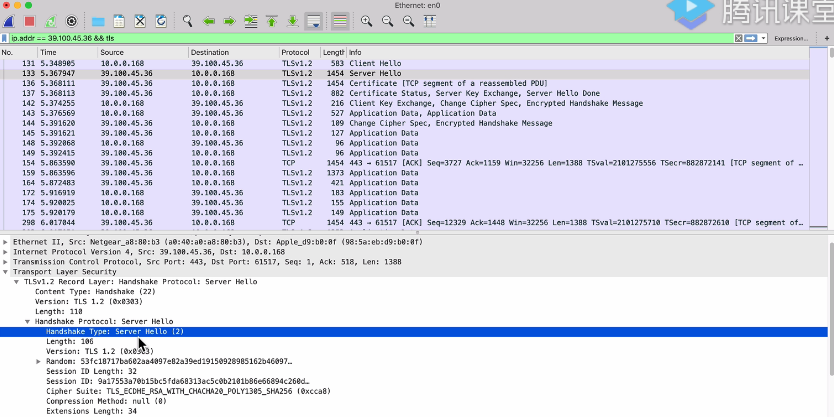 Ethernet: en0
腾讯课堂
ip.addr == 39.100.45.36 && tls
Expression...
No. Time Source Destination Protocol Length Info
131 5.348905 10.0.0.168 39.100.45.36 TLSv1.2 583 Client Hello
133 5.367947 39.100.45.36 10.0.0.168 TLSv1.2 1454 Server Hello
136 5.368111 39.100.45.36 10.0.0.168 TLSv1.2 1454 Certificate [TCP segment of a reassembled PDU]
137 5.368113 39.100.45.36 10.0.0.168 TLSv1.2 882 Certificate Status, Server Key Exchange, Server Hello Done
142 5.374255 10.0.0.168 39.100.45.36 TLSv1.2 216 Client Key Exchange, Change Cipher Spec, Encrypted Handshake Message
143 5.376569 10.0.0.168 39.100.45.36 TLSv1.2 527 Application Data, Application Data
144 5.391620 39.100.45.36 10.0.0.168 TLSv1.2 109 Change Cipher Spec, Encrypted Handshake Message
145 5.391621 39.100.45.36 10.0.0.168 TLSv1.2 127 Application Data
148 5.392068 10.0.0.168 39.100.45.36 TLSv1.2 96 Application Data
149 5.392415 39.100.45.36 10.0.0.168 TLSv1.2 96 Application Data
154 5.863590 39.100.45.36 10.0.0.168 TCP 1454 443 → 61517 [ACK] Seq=3727 Ack=1159 Win=32256 Len=1388 TSval=2101275556 TSecr=882872141 [TCP segment of ...
159 5.863596 39.100.45.36 10.0.0.168 TLSv1.2 1373 Application Data
164 5.872483 39.100.45.36 10.0.0.168 TLSv1.2 421 Application Data
172 5.916919 10.0.0.168 39.100.45.36 TLSv1.2 183 Application Data
174 5.920025 10.0.0.168 39.100.45.36 TLSv1.2 155 Application Data
175 5.920179 10.0.0.168 39.100.45.36 TLSv1.2 149 Application Data
298 6.017044 39.100.45.36 10.0.0.168 TCP 1454 443 → 61517 [ACK] Seq=12329 Ack=1448 Win=32256 Len=1388 TSval=2101275710 TSecr=882872610 [TCP segment of...
Ethernet II, Src: Netgear_a8:80:b3 (a0:40:a0:a8:80:b3), Dst: Apple_d9:b0:0f (98:5a:eb:d9:b0:0f)
Internet Protocol Version 4, Src: 39.100.45.36, Dst: 10.0.0.168
Transmission Control Protocol, Src Port: 443, Dst Port: 61517, Seq: 1, Ack: 518, Len: 1388
Transport Layer Security
TLSv1.2 Record Layer: Handshake Protocol: Server Hello
Content Type: Handshake (22)
Version: TLS 1.2 (0x0303)
Length: 110
Handshake Protocol: Server Hello
Handshake Type: Server Hello (2)
Length: 106
Version: TLS 1.2 (0x0303)
Random: 53fc18717ba602aa4097e82a39ed19150928985162b46097...
Session ID Length: 32
Session ID: 9a17553a70b15bc5fda68313ac5c0b2101b86e66894c260d...
Cipher Suite: TLS_ECDHE_RSA_WITH_CHACHA20_POLY1305_SHA256 (0xcca8)
Compression Method: null (0)
Extensions Length: 34